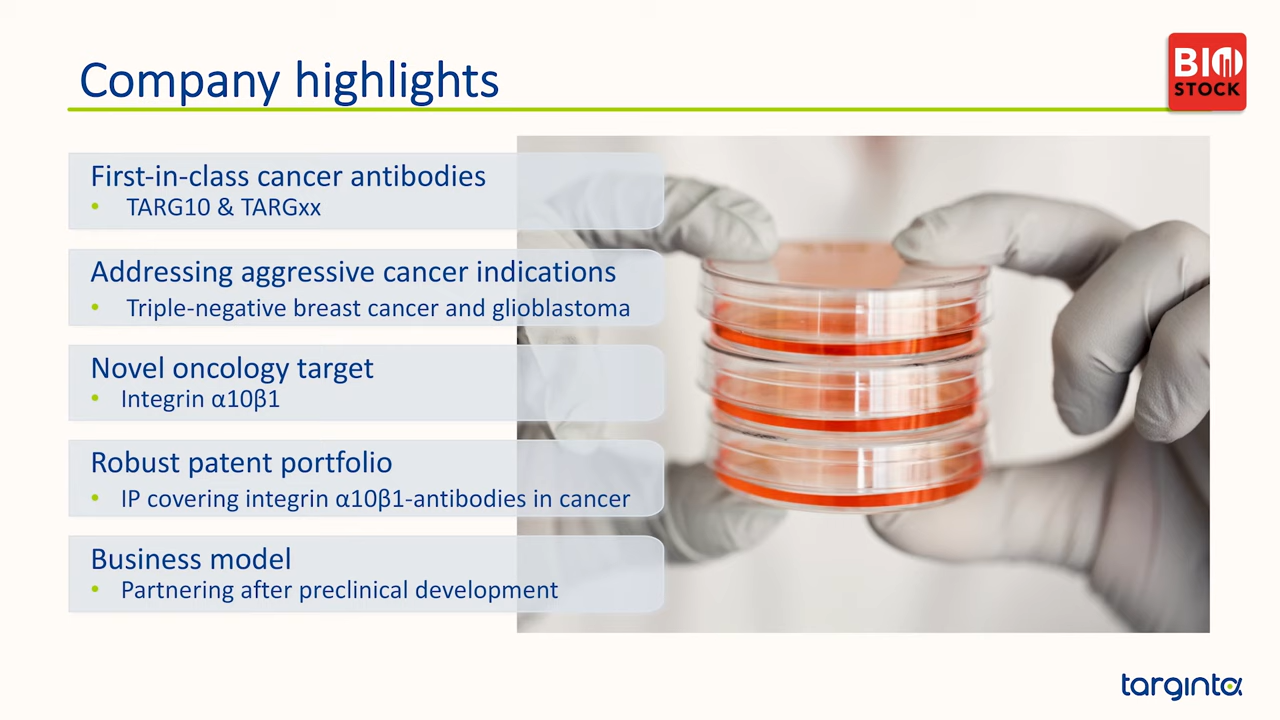 Company highlights
BIO
STOCK
First-in-class cancer antibodies
• TARG10 & TARGxx
Addressing aggressive cancer indications
• Triple-negative breast cancer and glioblastoma
Novel oncology target
• Integrin α10β1
Robust patent portfolio
• IP covering integrin α10β1-antibodies in cancer
Business model
• Partnering after preclinical development
targinta